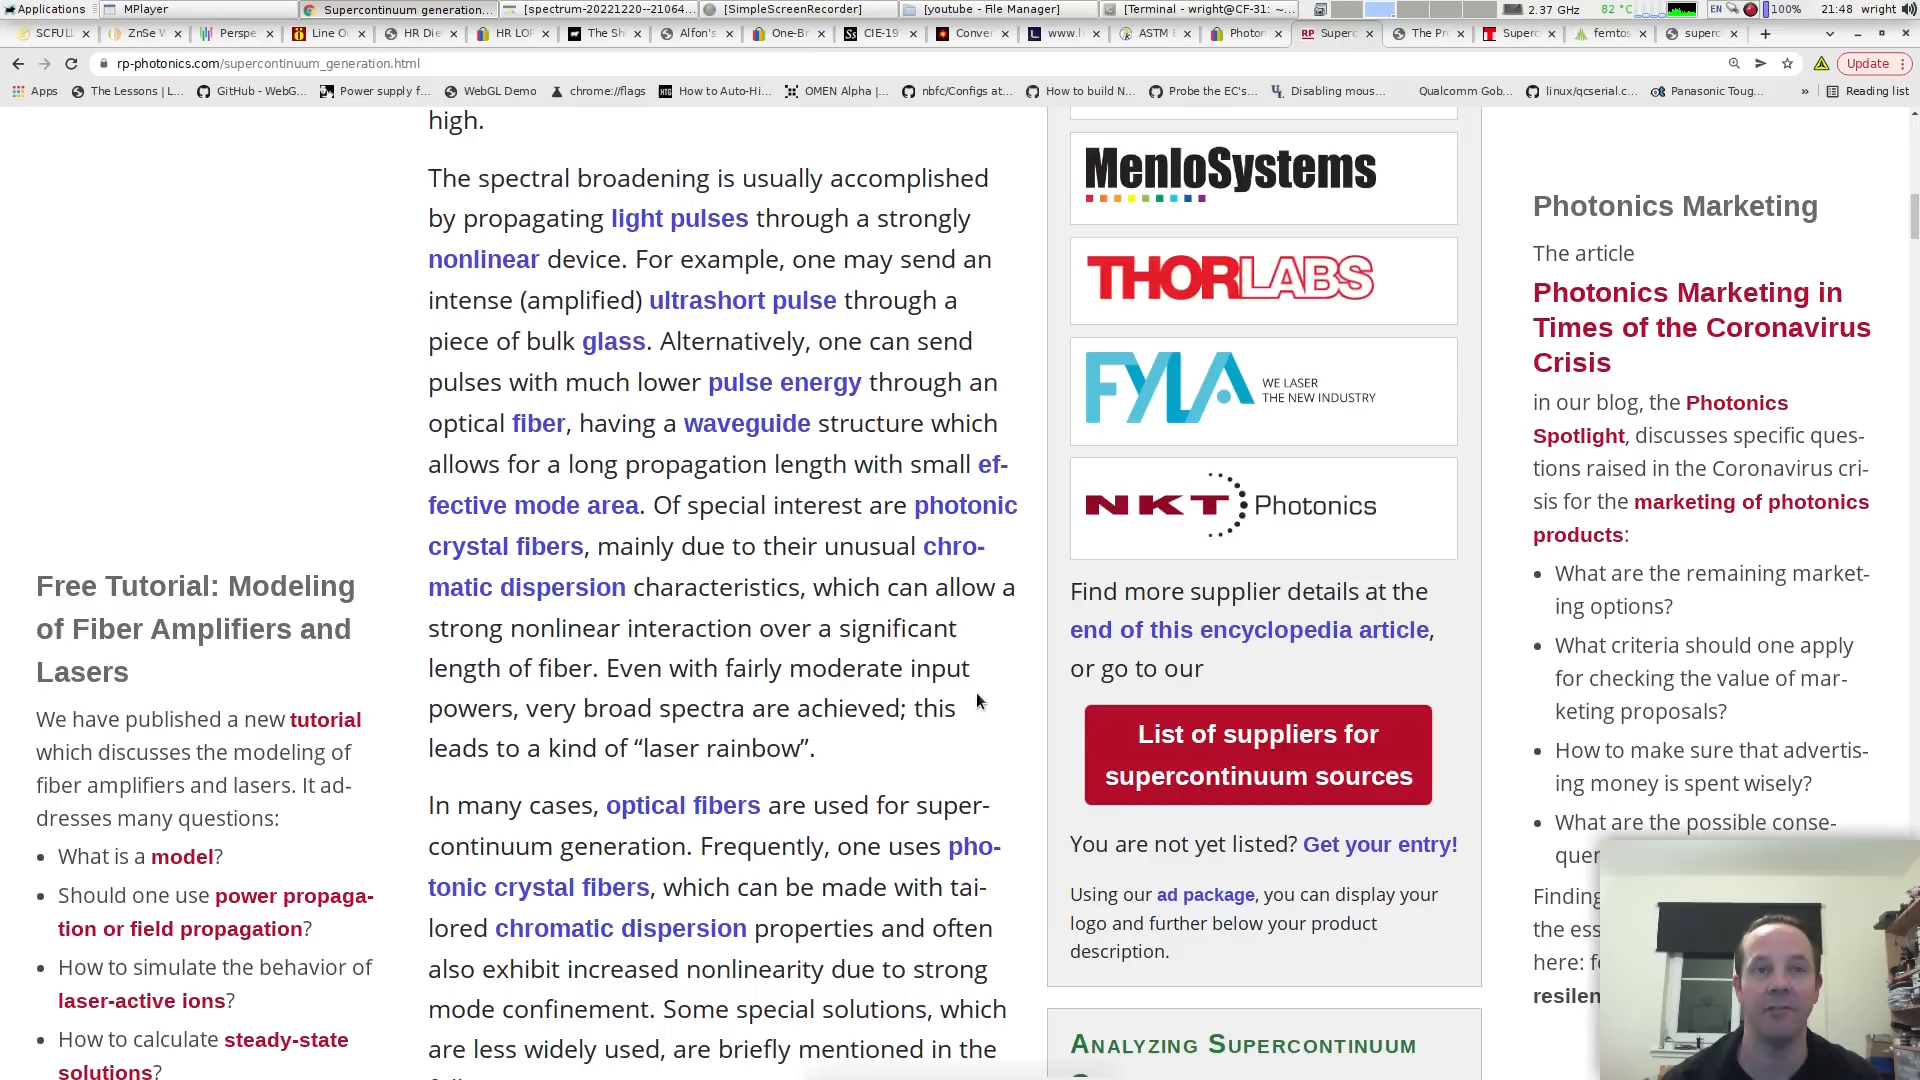 Applications
MPlayer
Supercontinuum generation...
[spectrum-20221220--21064...
[SimpleScreenRecorder]
[youtube - File Manager]
[Terminal - wright@CF-31: ~...
2.37 GHz
82 °C
EN
100%
21:48
wright
SCFUL
ZnSe W
Perspe
Line O
HR Die
HR LOP
The Sh
Alfon's
One-Br
CIE-19
Conver
www.l
ASTM E
Photon
RP Superc
The Pr
Superc
femtos
superc
rp-photonics.com/supercontinuum_generation.html
Update
Apps
The Lessons | L...
GitHub - WebG...
Power supply f...
WebGL Demo
chrome://flags
How to Auto-Hi...
OMEN Alpha |...
nbfc/Configs at...
How to build N...
Probe the EC's...
Disabling mous...
Qualcomm Gob...
linux/qcserial.c...
Panasonic Toug...
»
Reading list
high.
The spectral broadening is usually accomplished
by propagating light pulses through a strongly
nonlinear device. For example, one may send an
intense (amplified) ultrashort pulse through a
piece of bulk glass. Alternatively, one can send
pulses with much lower pulse energy through an
optical fiber, having a waveguide structure which
allows for a long propagation length with small ef-
fective mode area. Of special interest are photonic
crystal fibers, mainly due to their unusual chro-
matic dispersion characteristics, which can allow a
strong nonlinear interaction over a significant
length of fiber. Even with fairly moderate input
powers, very broad spectra are achieved; this
leads to a kind of “laser rainbow”.
In many cases, optical fibers are used for super-
continuum generation. Frequently, one uses pho-
tonic crystal fibers, which can be made with tai-
lored chromatic dispersion properties and often
also exhibit increased nonlinearity due to strong
mode confinement. Some special solutions, which
are less widely used, are briefly mentioned in the
Free Tutorial: Modeling
of Fiber Amplifiers and
Lasers
We have published a new tutorial
which discusses the modeling of
fiber amplifiers and lasers. It ad-
dresses many questions:
• What is a model?
• Should one use power propaga-
tion or field propagation?
• How to simulate the behavior of
laser-active ions?
• How to calculate steady-state
solutions?
MenloSystems
THORLABS
FYLA WE LASER
THE NEW INDUSTRY
NKT Photonics
Find more supplier details at the
end of this encyclopedia article,
or go to our
List of suppliers for
supercontinuum sources
You are not yet listed? Get your entry!
Using our ad package, you can display your
logo and further below your product
description.
Analyzing Supercontinuum
Photonics Marketing
The article
Photonics Marketing in
Times of the Coronavirus
Crisis
in our blog, the Photonics
Spotlight, discusses specific ques-
tions raised in the Coronavirus cri-
sis for the marketing of photonics
products:
• What are the remaining market-
ing options?
• What criteria should one apply
for checking the value of mar-
keting proposals?
• How to make sure that advertis-
ing money is spent wisely?
• What are the possible conse-
quen
Finding
the ess
here: f
resilen